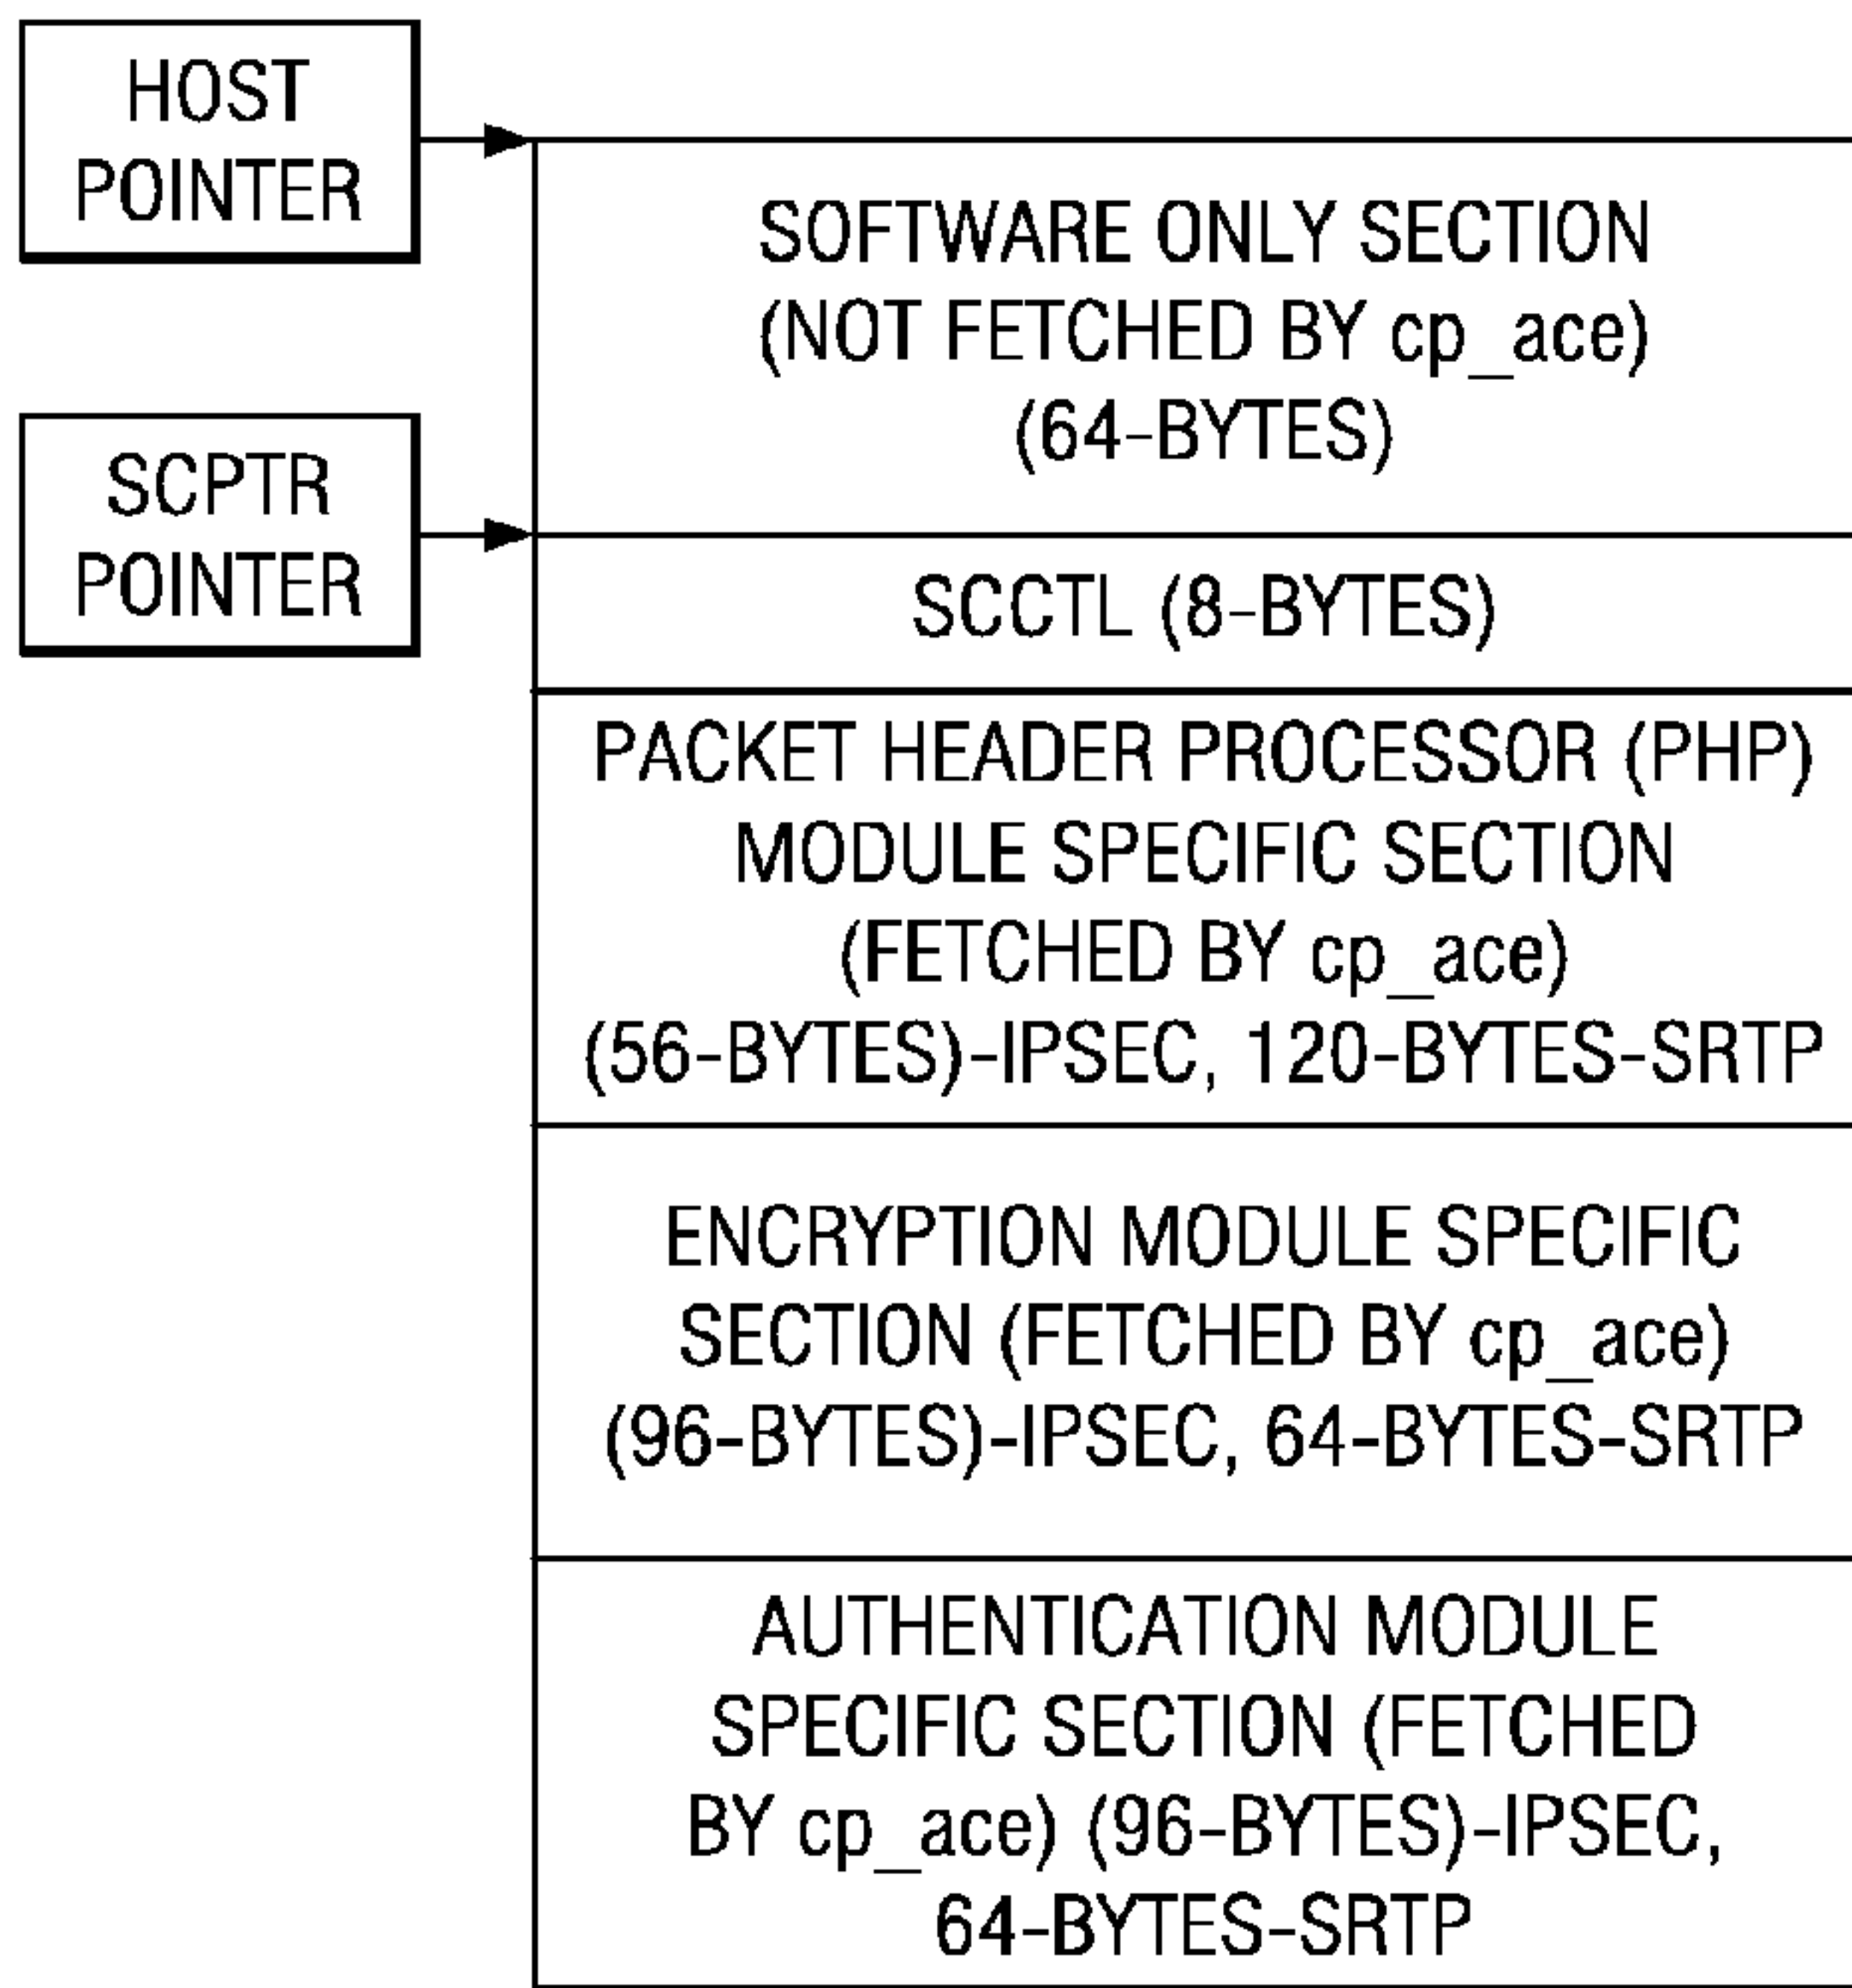 HOST
POINTER
SOFTWARE ONLY SECTION
(NOT FETCHED BY cp_ace)
(64-BYTES)
SCPTR
POINTER
SCCTL (8-BYTES)
PACKET HEADER PROCESSOR (PHP)
MODULE SPECIFIC SECTION
(FETCHED BY cp_ace)
(56-BYTES)-IPSEC, 120-BYTES-SRTP
ENCRYPTION MODULE SPECIFIC
SECTION (FETCHED BY cp_ace)
(96-BYTES)-IPSEC, 64-BYTES-SRTP
AUTHENTICATION MODULE
SPECIFIC SECTION (FETCHED
BY cp_ace) (96-BYTES)-IPSEC,
64-BYTES-SRTP